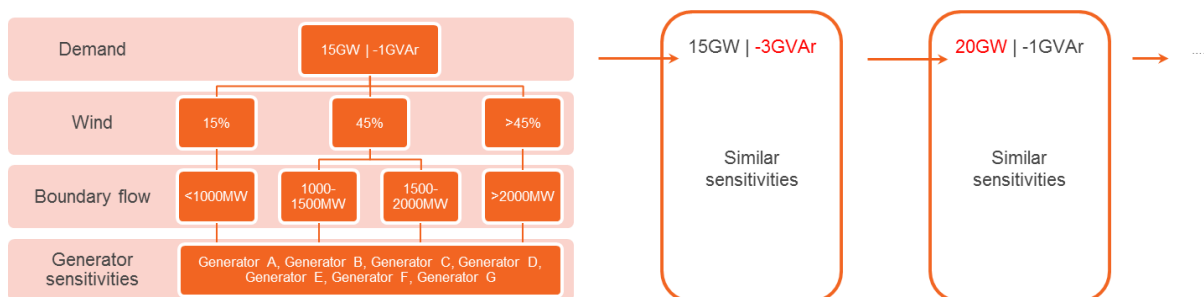 Demand
15GW | -1GVAr
Wind
15%
45%
>45%
Boundary flow
<1000MW
1000-
1500MW
1500-
2000MW
>2000MW
Generator
sensitivities
Generator A, Generator B, Generator C, Generator D,
Generator E, Generator F, Generator G
15GW | -3GVAr
Similar
sensitivities
20GW | -1GVAr
Similar
sensitivities
....